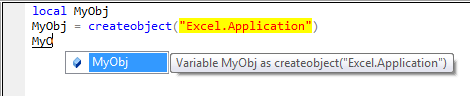 local MyObj
MyObj = createobject("Excel.Application")
MyO
MyObj
Variable MyObj as createobject("Excel.Application")